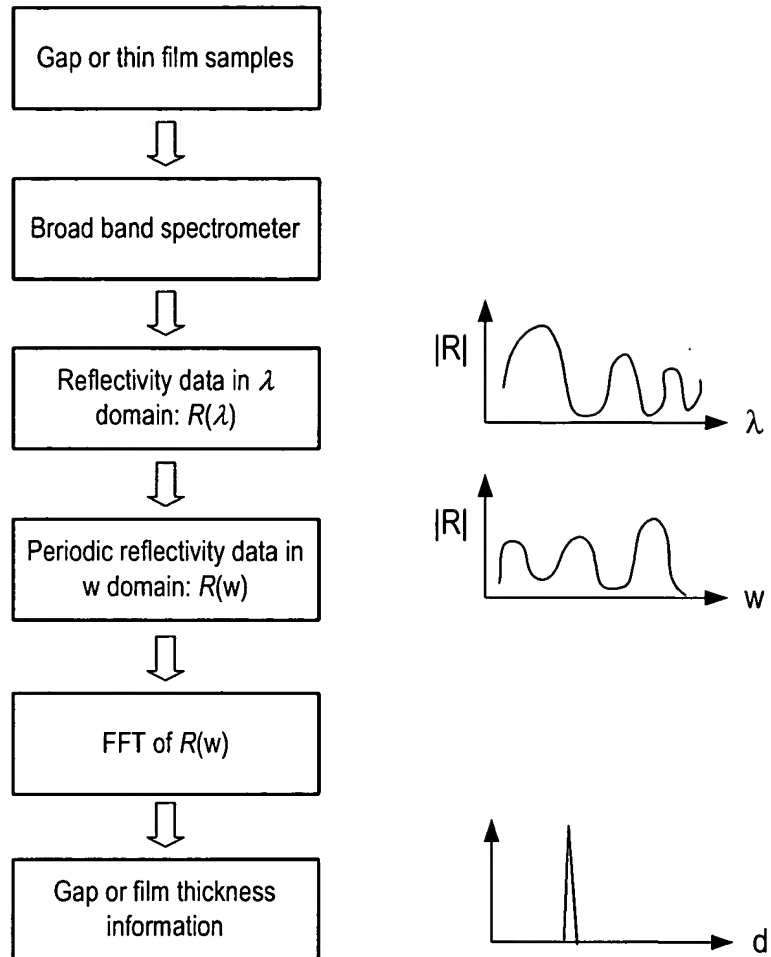 Gap or thin film samples
Broad band spectrometer
Reflectivity data in λ
domain: R(λ)
|R|
λ
Periodic reflectivity data in
w domain: R(w)
|R|
w
FFT of R(w)
Gap or film thickness
information
d